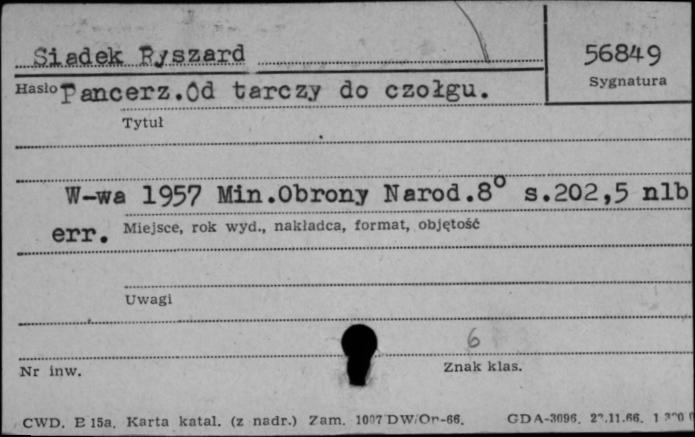 Siadek Ryszard
56849
Hasło Pancerz.Od tarczy do czołgu.
Sygnatura
Tytuł
W-wa 1957 Min.Obrony Narod.8° s.202,5 nlb
err.
Miejsce, rok wyd., nakładca, format, objętość
Uwagi
6
Nr inw.
Znak klas.
CWD. E 15a. Karta katal. (z nadr.) Zam. DW/Op-66. GDA-3096.